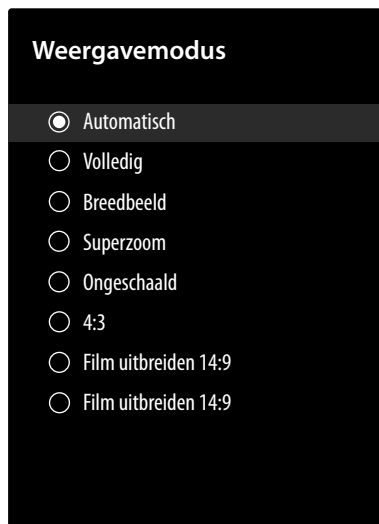 Weergavemodus
Automatisch
Volledig
Breedbeeld
Superzoom
Ongeschaald
4:3
Film uitbreiden 14:9
Film uitbreiden 14:9